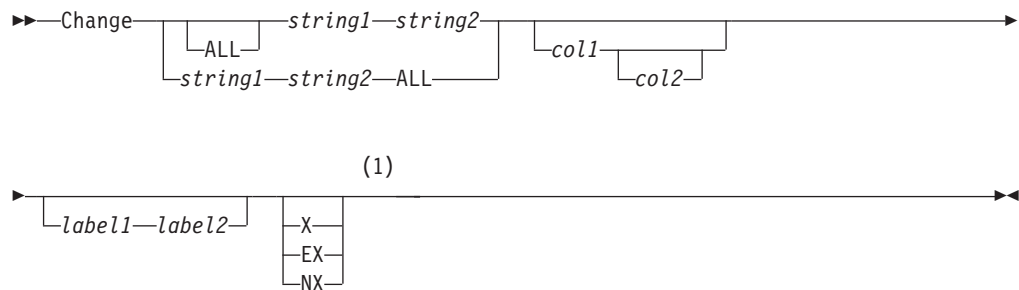 Change ALL string1 string2 col1 col2
string1 string2 ALL
(1)
label1 label2 X
EX
NX